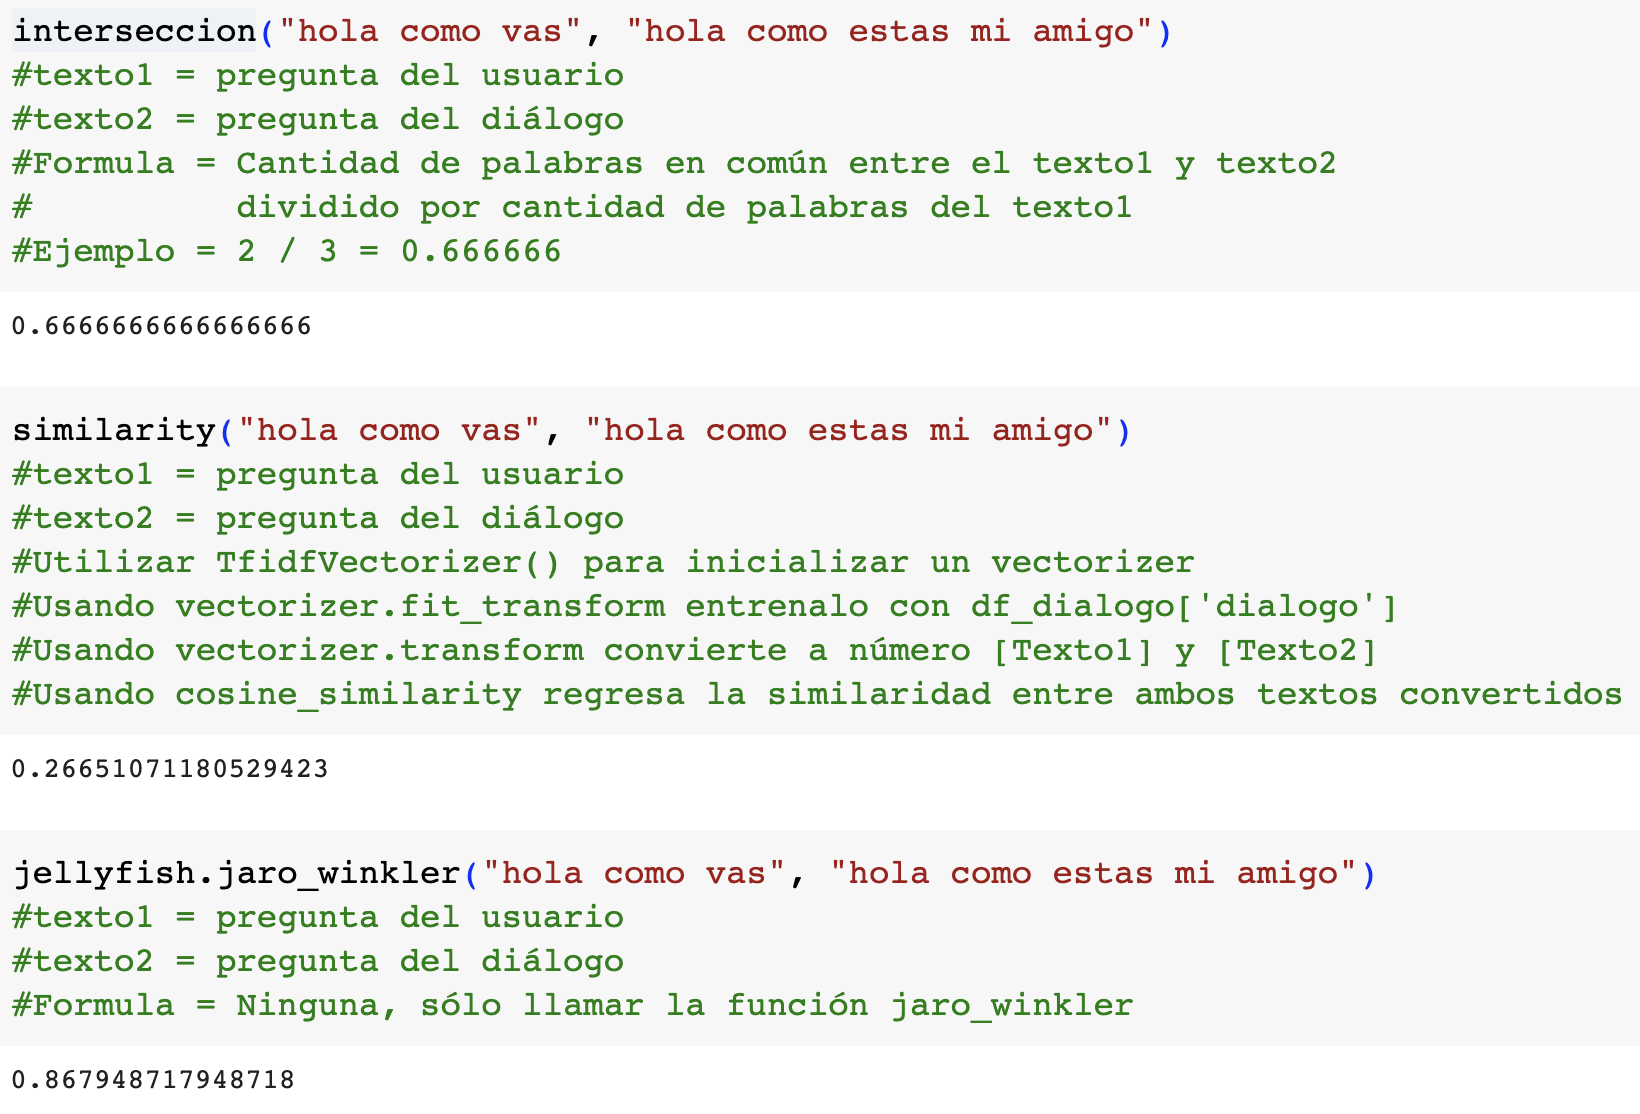 interseccion("hola como vas", "hola como estas mi amigo")
#texto1 = pregunta del usuario
#texto2 = pregunta del diálogo
#Formula = Cantidad de palabras en común entre el texto1 y texto2
#          dividido por cantidad de palabras del texto1
#Ejemplo = 2 / 3 = 0.666666
0.6666666666666666
similarity("hola como vas", "hola como estas mi amigo")
#texto1 = pregunta del usuario
#texto2 = pregunta del diálogo
#Utilizar TfidfVectorizer() para inicializar un vectorizer
#Usando vectorizer.fit_transform entrenalo con df_dialogo['dialogo']
#Usando vectorizer.transform convierte a número [Texto1] y [Texto2]
#Usando cosine_similarity regresa la similaridad entre ambos textos convertidos
0.26651071180529423
jellyfish.jaro_winkler("hola como vas", "hola como estas mi amigo")
#texto1 = pregunta del usuario
#texto2 = pregunta del diálogo
#Formula = Ninguna, sólo llamar la función jaro_winkler
0.867948717948718